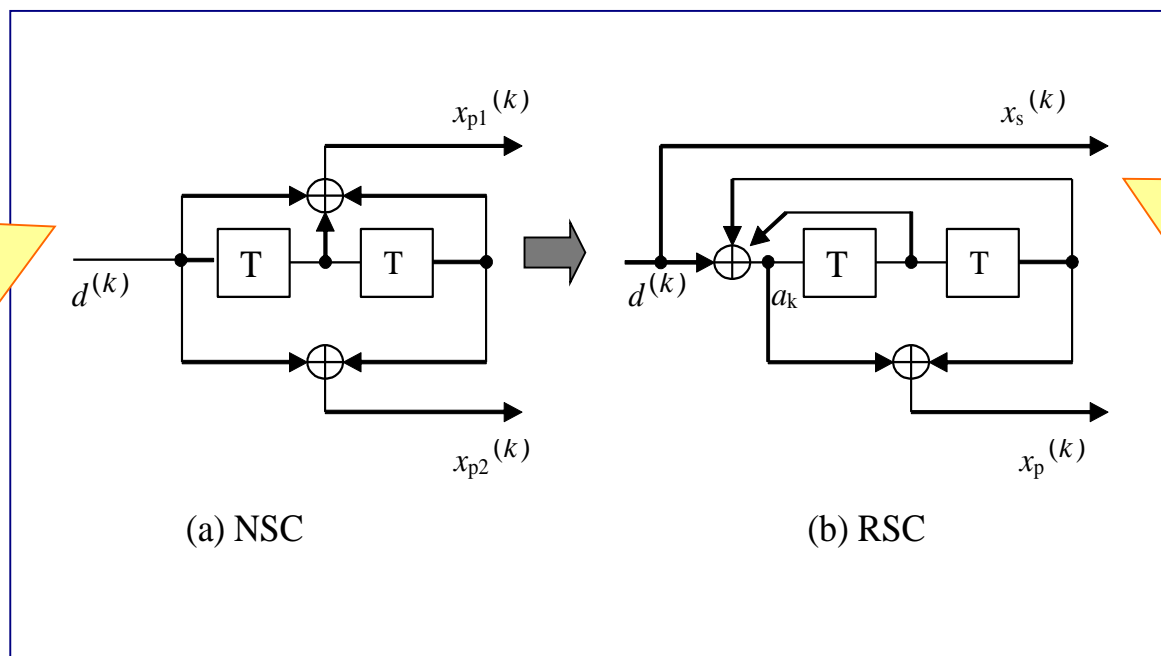 x_p1^(k)
x_s^(k)
T
T
d^(k)
T
T
d^(k)
a_k
x_p2^(k)
x_p^(k)
(a) NSC
(b) RSC